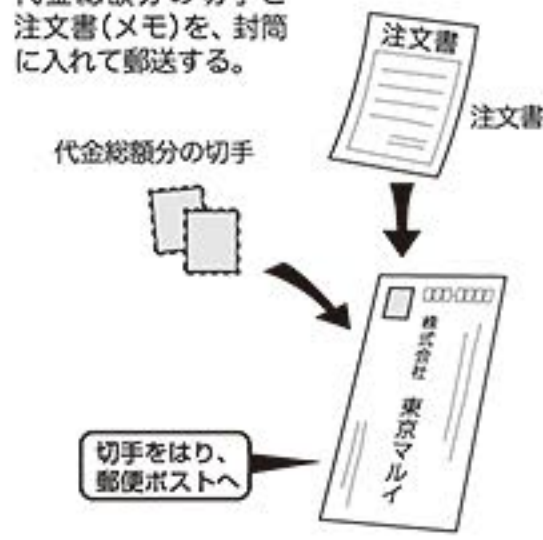 代金総額分の切手と
注文書(メモ)を、封筒
に入れて郵送する。
注文書
注文書
代金総額分の切手
株式会社 東京マルイ
切手をはり、
郵便ポストへ